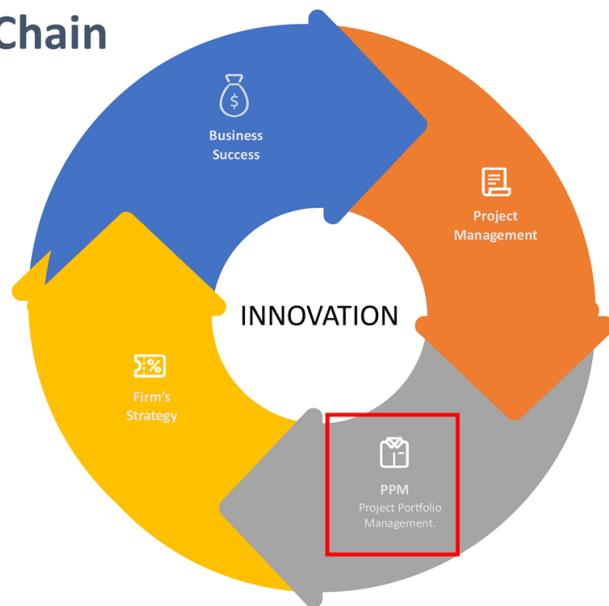 Chain
$
Business
Success
Project
Management
INNOVATION
%
Firm's
Strategy
PPM
Project Portfolio
Management.